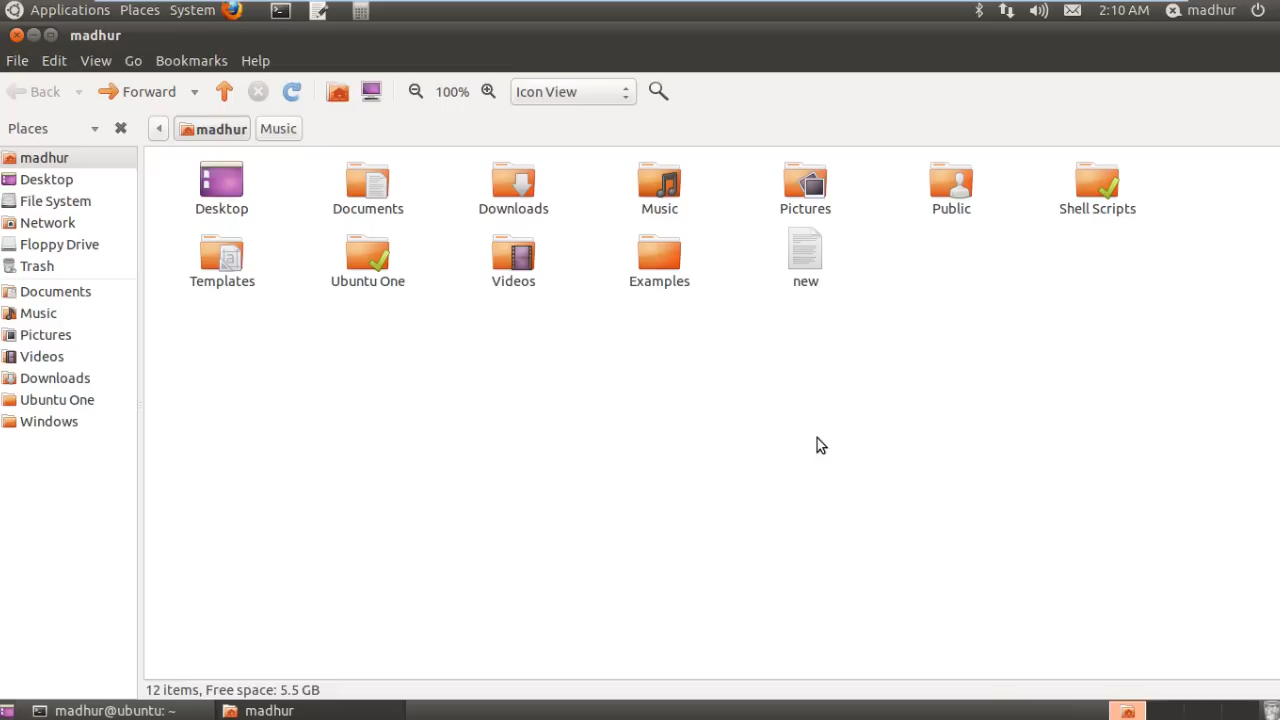 Applications Places System 2:10 AM madhur
madhur
File Edit View Go Bookmarks Help
Back Forward 100% Icon View
Places madhur Music
madhur
Desktop
File System
Network
Floppy Drive
Trash
Documents
Music
Pictures
Videos
Downloads
Ubuntu One
Windows
Desktop Documents Downloads Music Pictures Public Shell Scripts
Templates Ubuntu One Videos Examples new
12 items, Free space: 5.5 GB
madhur@ubuntu: ~ madhur